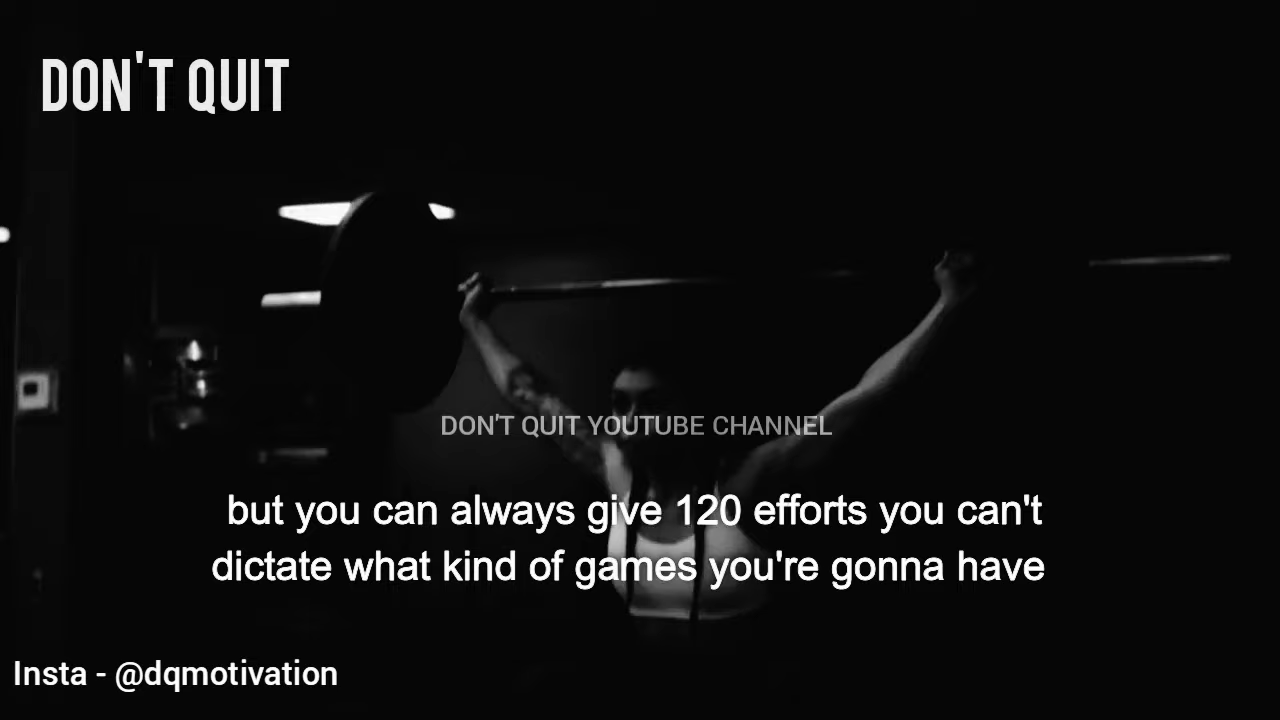 DON'T QUIT
DON'T QUIT YOUTUBE CHANNEL
but you can always give 120 efforts you can't
dictate what kind of games you're gonna have
Insta - @dqmotivation